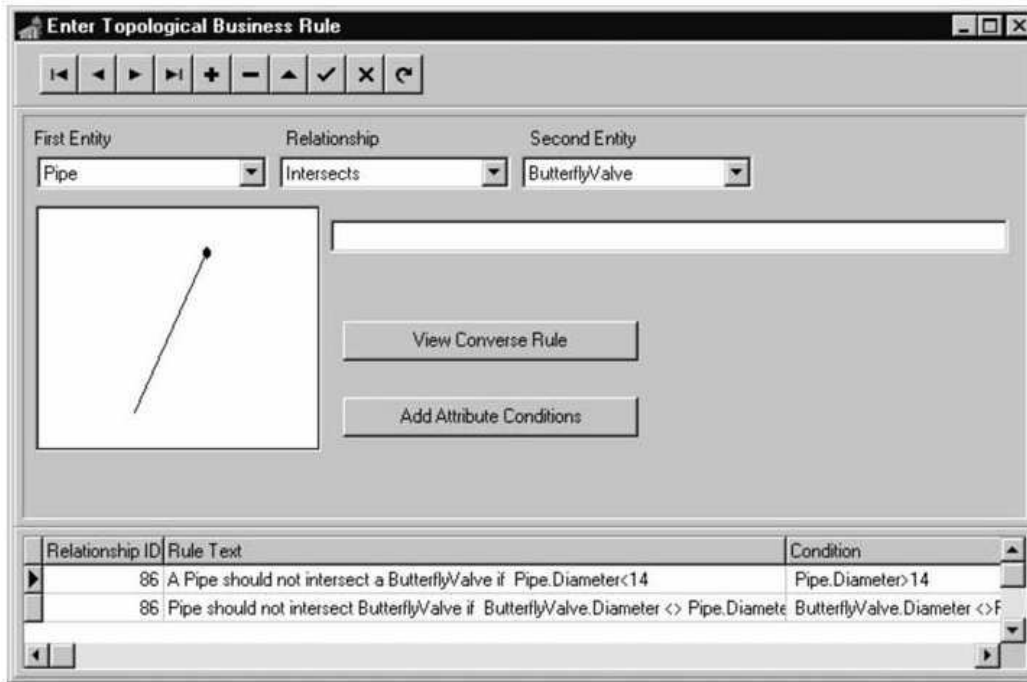 Enter Topological Business Rule
First Entity Relationship Second Entity
Pipe Intersects ButterflyValve
View Converse Rule
Add Attribute Conditions
Relationship ID Rule Text Condition
86 A Pipe should not intersect a ButterflyValve if Pipe.Diameter<14 Pipe.Diameter>14
86 Pipe should not intersect ButterflyValve if ButterflyValve.Diameter <> Pipe.Diamete ButterflyValve.Diameter <>F